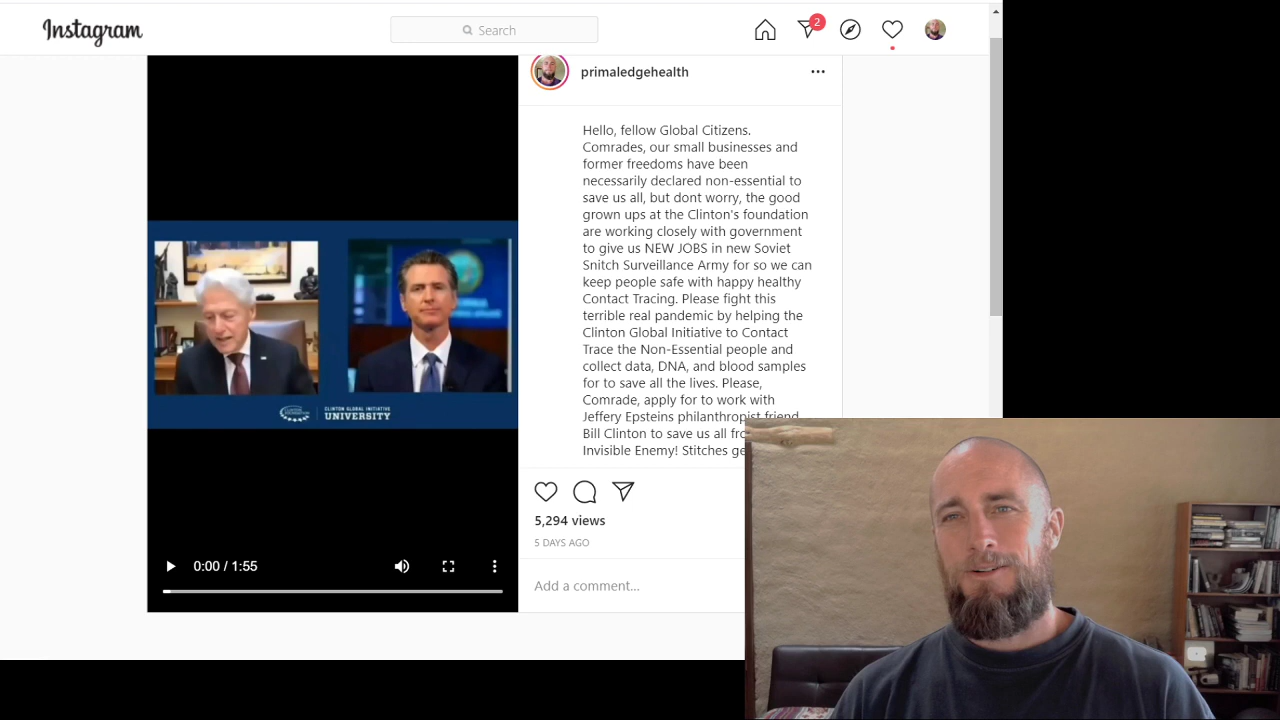 Instagram
Search
2
primaledgehealth
Hello, fellow Global Citizens.
Comrades, our small businesses and
former freedoms have been
necessarily declared non-essential to
save us all, but dont worry, the good
grown ups at the Clinton's foundation
are working closely with government
to give us NEW JOBS in new Soviet
Snitch Surveillance Army for so we can
keep people safe with happy healthy
Contact Tracing. Please fight this
terrible real pandemic by helping the
Clinton Global Initiative to Contact
Trace the Non-Essential people and
collect data, DNA, and blood samples
for to save all the lives. Please,
Comrade, apply for to work with
Jeffery Epsteins philanthropist friend
Bill Clinton to save us all
Invisible Enemy! Stitches
CLINTON FOUNDATION
CLINTON GLOBAL INITIATIVE
UNIVERSITY
5,294 views
5 DAYS AGO
0:00 / 1:55
Add a comment...